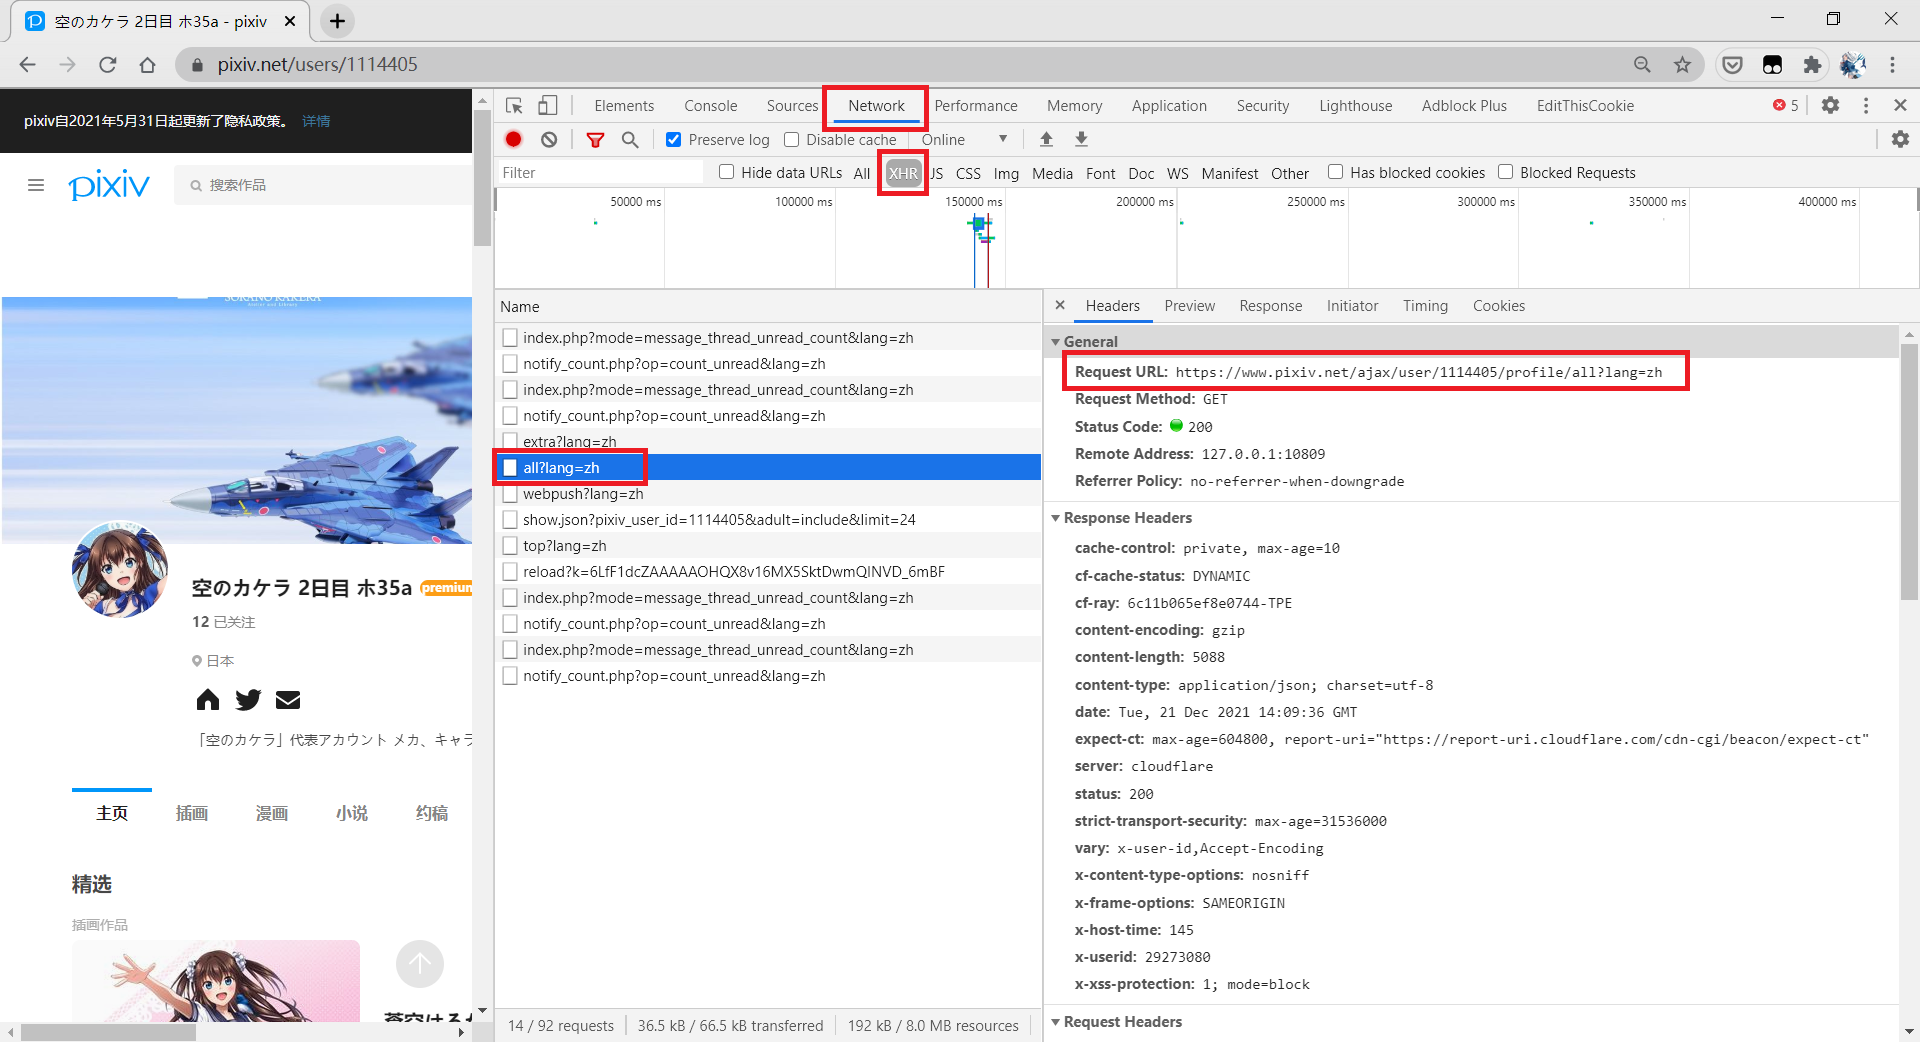 空のカケラ 2日目 ホ35a - pixiv
pixiv.net/users/1114405
pixiv自2021年5月31日起更新了隐私政策。 详情
pixiv
搜索作品
SORANO KAKERA
空のカケラ 2日目 ホ35a premium
12 已关注
日本
「空のカケラ」代表アカウント メカ、キャラ
主页 插画 漫画 小说 约稿
精选
插画作品
Elements Console Sources Network Performance Memory Application Security Lighthouse Adblock Plus EditThisCookie 5
Preserve log Disable cache Online
Filter Hide data URLs All XHR JS CSS Img Media Font Doc WS Manifest Other Has blocked cookies Blocked Requests
50000 ms 100000 ms 150000 ms 200000 ms 250000 ms 300000 ms 350000 ms 400000 ms
Name
index.php?mode=message_thread_unread_count&lang=zh
notify_count.php?op=count_unread&lang=zh
index.php?mode=message_thread_unread_count&lang=zh
notify_count.php?op=count_unread&lang=zh
extra?lang=zh
all?lang=zh
webpush?lang=zh
show.json?pixiv_user_id=1114405&adult=include&limit=24
top?lang=zh
reload?k=6LfF1dcZAAAAAOHQX8v16MX5SktDwmQINVD_6mBF
index.php?mode=message_thread_unread_count&lang=zh
notify_count.php?op=count_unread&lang=zh
index.php?mode=message_thread_unread_count&lang=zh
notify_count.php?op=count_unread&lang=zh
14 / 92 requests 36.5 kB / 66.5 kB transferred 192 kB / 8.0 MB resources
Headers Preview Response Initiator Timing Cookies
General
Request URL: https://www.pixiv.net/ajax/user/1114405/profile/all?lang=zh
Request Method: GET
Status Code: 200
Remote Address: 127.0.0.1:10809
Referrer Policy: no-referrer-when-downgrade
Response Headers
cache-control: private, max-age=10
cf-cache-status: DYNAMIC
cf-ray: 6c11b065ef8e0744-TPE
content-encoding: gzip
content-length: 5088
content-type: application/json; charset=utf-8
date: Tue, 21 Dec 2021 14:09:36 GMT
expect-ct: max-age=604800, report-uri="https://report-uri.cloudflare.com/cdn-cgi/beacon/expect-ct"
server: cloudflare
status: 200
strict-transport-security: max-age=31536000
vary: x-user-id,Accept-Encoding
x-content-type-options: nosniff
x-frame-options: SAMEORIGIN
x-host-time: 145
x-userid: 29273080
x-xss-protection: 1; mode=block
Request Headers